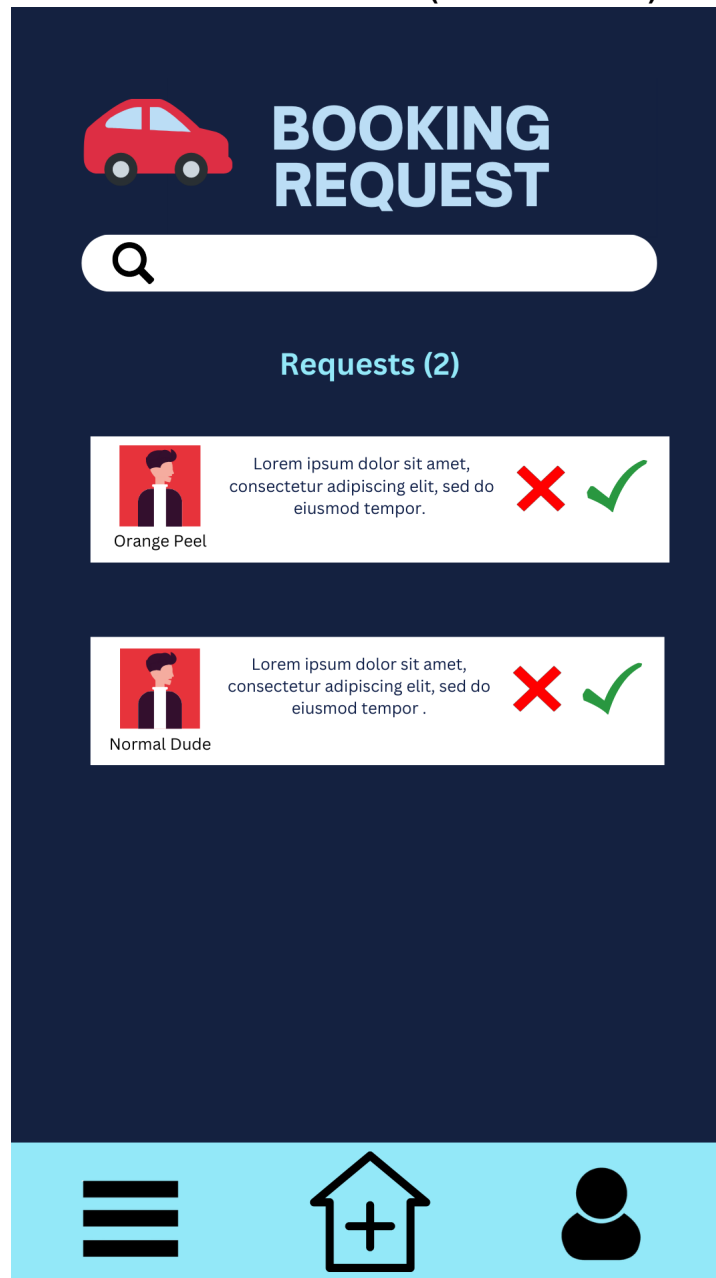 BOOKING
REQUEST
Requests (2)
Lorem ipsum dolor sit amet,
consectetur adipiscing elit, sed do
eiusmod tempor.
Orange Peel
Lorem ipsum dolor sit amet,
consectetur adipiscing elit, sed do
eiusmod tempor .
Normal Dude